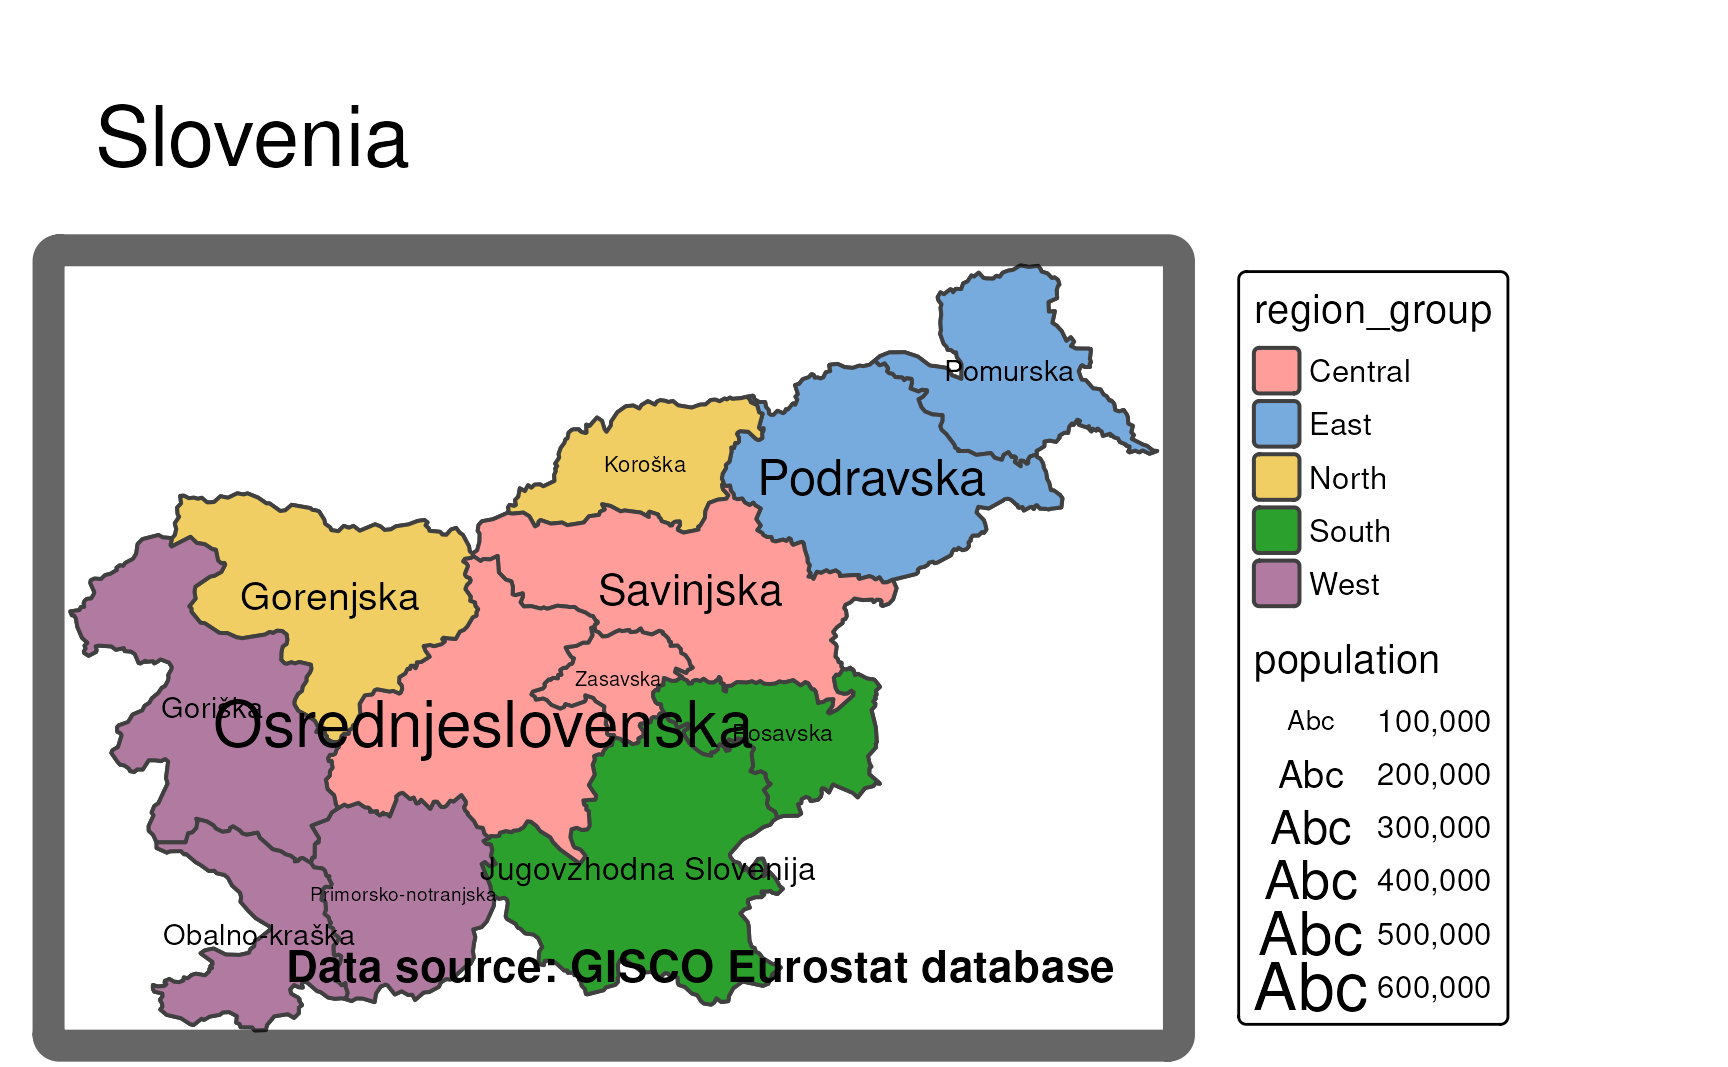 Slovenia
Pomurska
Koroška
Podravska
Gorenjska
Savinjska
Zasavska
Goriška
Osrednjeslovenska
Posavska
Jugovzhodna Slovenija
Primorsko-notranjska
Obalno-kraška
Data source: GISCO Eurostat database
region_group
Central
East
North
South
West
population
Abc 100,000
Abc 200,000
Abc 300,000
Abc 400,000
Abc 500,000
Abc 600,000